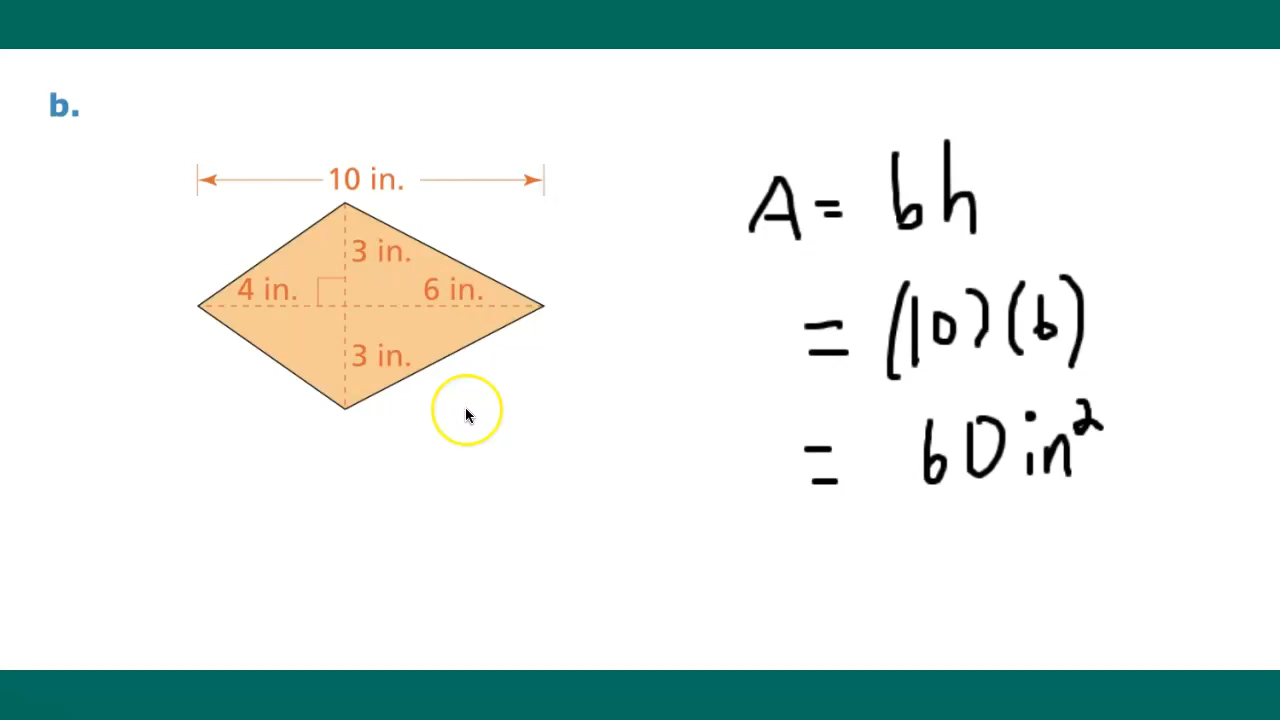 b.
10 in.
3 in.
4 in.
6 in.
3 in.
A = bh
= (10)(6)
= 60 in²